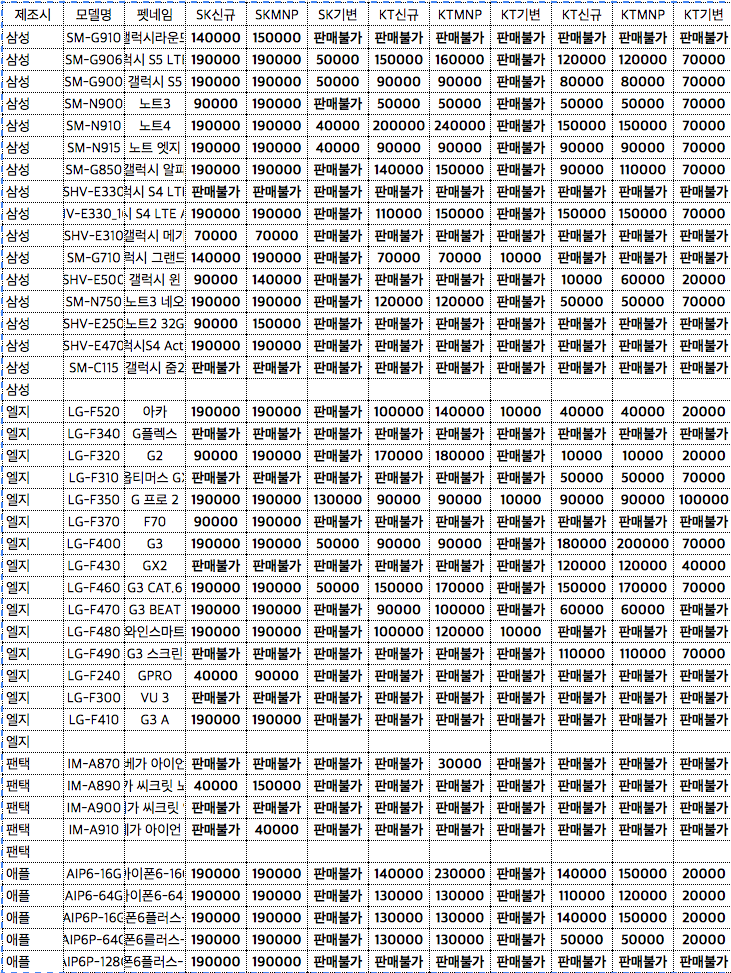 제조시 모델명 펫네임 SK신규 SKMNP SK기변 KT신규 KTMNP KT기변 KT신규 KTMNP KT기변
삼성 SM-G910 갤럭시라운드 140000 150000 판매불가 판매불가 판매불가 판매불가 판매불가 판매불가 판매불가
삼성 SM-G906 럭시 S5 LTE 190000 190000 50000 150000 160000 판매불가 120000 120000 70000
삼성 SM-G900 갤럭시 S5 190000 190000 50000 90000 90000 판매불가 80000 80000 70000
삼성 SM-N900 노트3 90000 190000 판매불가 50000 50000 판매불가 50000 50000 70000
삼성 SM-N910 노트4 190000 190000 40000 200000 240000 판매불가 150000 150000 70000
삼성 SM-N915 노트 엣지 190000 190000 40000 90000 90000 판매불가 90000 90000 70000
삼성 SM-G850 갤럭시 알파 190000 190000 판매불가 140000 150000 판매불가 90000 110000 70000
삼성 SHV-E330 럭시 S4 LTE 판매불가 판매불가 판매불가 판매불가 판매불가 판매불가 판매불가 판매불가 판매불가
삼성 HV-E330_1 시 S4 LTE A 190000 190000 판매불가 110000 150000 판매불가 150000 150000 70000
삼성 SHV-E310 갤럭시 메가 70000 70000 판매불가 판매불가 판매불가 판매불가 판매불가 판매불가 판매불가
삼성 SM-G710 럭시 그랜드 140000 190000 판매불가 70000 70000 10000 판매불가 판매불가 판매불가
삼성 SHV-E500 갤럭시 윈 90000 140000 판매불가 판매불가 판매불가 판매불가 10000 60000 20000
삼성 SM-N750 노트3 네오 190000 190000 판매불가 120000 120000 판매불가 50000 50000 70000
삼성 SHV-E250 노트2 32G 90000 150000 판매불가 판매불가 판매불가 판매불가 판매불가 판매불가 판매불가
삼성 SHV-E470 럭시S4 Act 190000 190000 판매불가 판매불가 판매불가 판매불가 판매불가 판매불가 판매불가
삼성 SM-C115 갤럭시 줌2 판매불가 판매불가 판매불가 판매불가 판매불가 판매불가 판매불가 판매불가 판매불가
삼성
엘지 LG-F520 아카 190000 190000 판매불가 100000 140000 10000 40000 40000 20000
엘지 LG-F340 G플렉스 판매불가 판매불가 판매불가 판매불가 판매불가 판매불가 판매불가 판매불가 판매불가
엘지 LG-F320 G2 90000 190000 판매불가 170000 180000 판매불가 10000 10000 20000
엘지 LG-F310 옵티머스 GX 판매불가 판매불가 판매불가 판매불가 판매불가 판매불가 50000 50000 70000
엘지 LG-F350 G 프로 2 190000 190000 130000 90000 90000 10000 90000 90000 100000
엘지 LG-F370 F70 90000 190000 판매불가 판매불가 판매불가 판매불가 판매불가 판매불가 판매불가
엘지 LG-F400 G3 190000 190000 50000 90000 90000 판매불가 180000 200000 70000
엘지 LG-F430 GX2 판매불가 판매불가 판매불가 판매불가 판매불가 판매불가 120000 120000 40000
엘지 LG-F460 G3 CAT.6 190000 190000 50000 150000 170000 판매불가 150000 170000 70000
엘지 LG-F470 G3 BEAT 190000 190000 판매불가 90000 100000 판매불가 60000 60000 판매불가
엘지 LG-F480 와인스마트 190000 190000 판매불가 100000 120000 10000 판매불가 판매불가 판매불가
엘지 LG-F490 G3 스크린 판매불가 판매불가 판매불가 판매불가 판매불가 판매불가 110000 110000 70000
엘지 LG-F240 GPRO 40000 90000 판매불가 판매불가 판매불가 판매불가 판매불가 판매불가 판매불가
엘지 LG-F300 VU 3 판매불가 판매불가 판매불가 판매불가 판매불가 판매불가 판매불가 판매불가 판매불가
엘지 LG-F410 G3 A 190000 190000 판매불가 판매불가 판매불가 판매불가 판매불가 판매불가 판매불가
엘지
팬택 IM-A870 베가 아이언 판매불가 판매불가 판매불가 판매불가 30000 판매불가 판매불가 판매불가 판매불가
팬택 IM-A890 가 씨크릿 노 40000 150000 판매불가 판매불가 판매불가 판매불가 판매불가 판매불가 판매불가
팬택 IM-A900 가 씨크릿 판매불가 판매불가 판매불가 판매불가 판매불가 판매불가 판매불가 판매불가 판매불가
팬택 IM-A910 베가 아이언 판매불가 40000 판매불가 판매불가 판매불가 판매불가 판매불가 판매불가 판매불가
팬택
애플 AIP6-16G 아이폰6-16G 190000 190000 판매불가 140000 230000 판매불가 140000 150000 20000
애플 AIP6-64G 이폰6-64 190000 190000 판매불가 130000 130000 판매불가 110000 120000 20000
애플 AIP6P-16G 폰6플러스- 190000 190000 판매불가 130000 130000 판매불가 140000 150000 20000
애플 AIP6P-64G 폰6를러스- 190000 190000 판매불가 130000 130000 판매불가 50000 50000 20000
애플 AIP6P-128G 폰6플러스- 190000 190000 판매불가 판매불가 판매불가 판매불가 판매불가 판매불가 판매불가